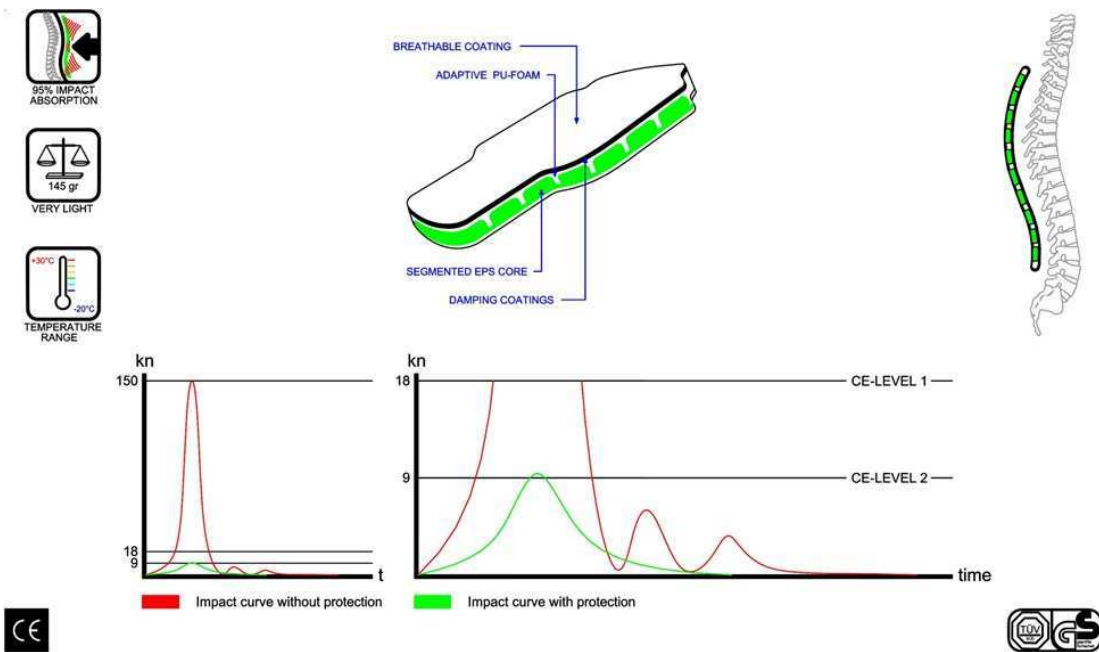 95% IMPACT
ABSORPTION
145 gr
VERY LIGHT
+30°C
-20°C
TEMPERATURE
RANGE
BREATHABLE COATING
ADAPTIVE PU-FOAM
SEGMENTED EPS CORE
DAMPING COATINGS
kn
150
18
9
t
kn
18
CE-LEVEL 1
9
CE-LEVEL 2
time
Impact curve without protection
Impact curve with protection
CE
TÜV
GS